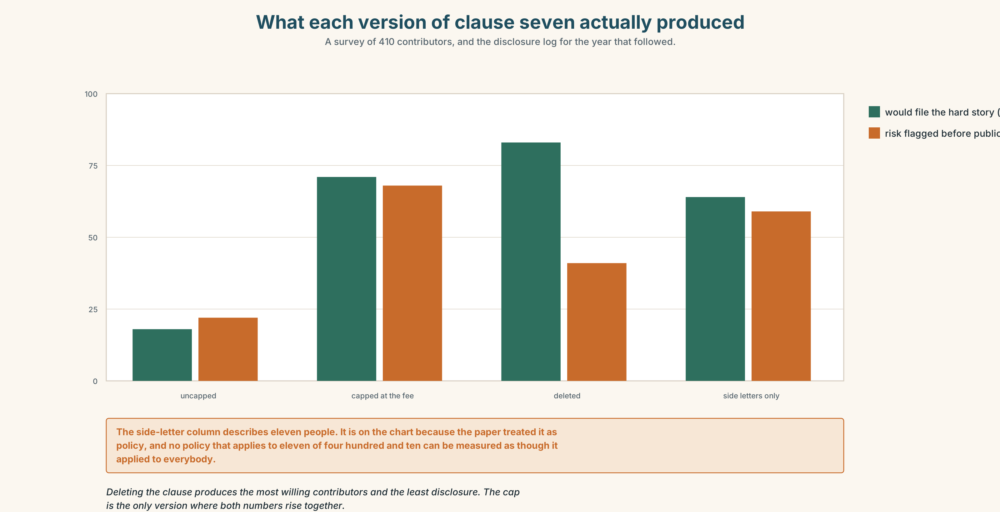 What each version of clause seven actually produced
A survey of 410 contributors, and the disclosure log for the year that followed.
100
75
50
25
0
would file the hard story (
risk flagged before public
uncapped
capped at the fee
deleted
side letters only
The side-letter column describes eleven people. It is on the chart because the paper treated it as
policy, and no policy that applies to eleven of four hundred and ten can be measured as though it
applied to everybody.
Deleting the clause produces the most willing contributors and the least disclosure. The cap
is the only version where both numbers rise together.